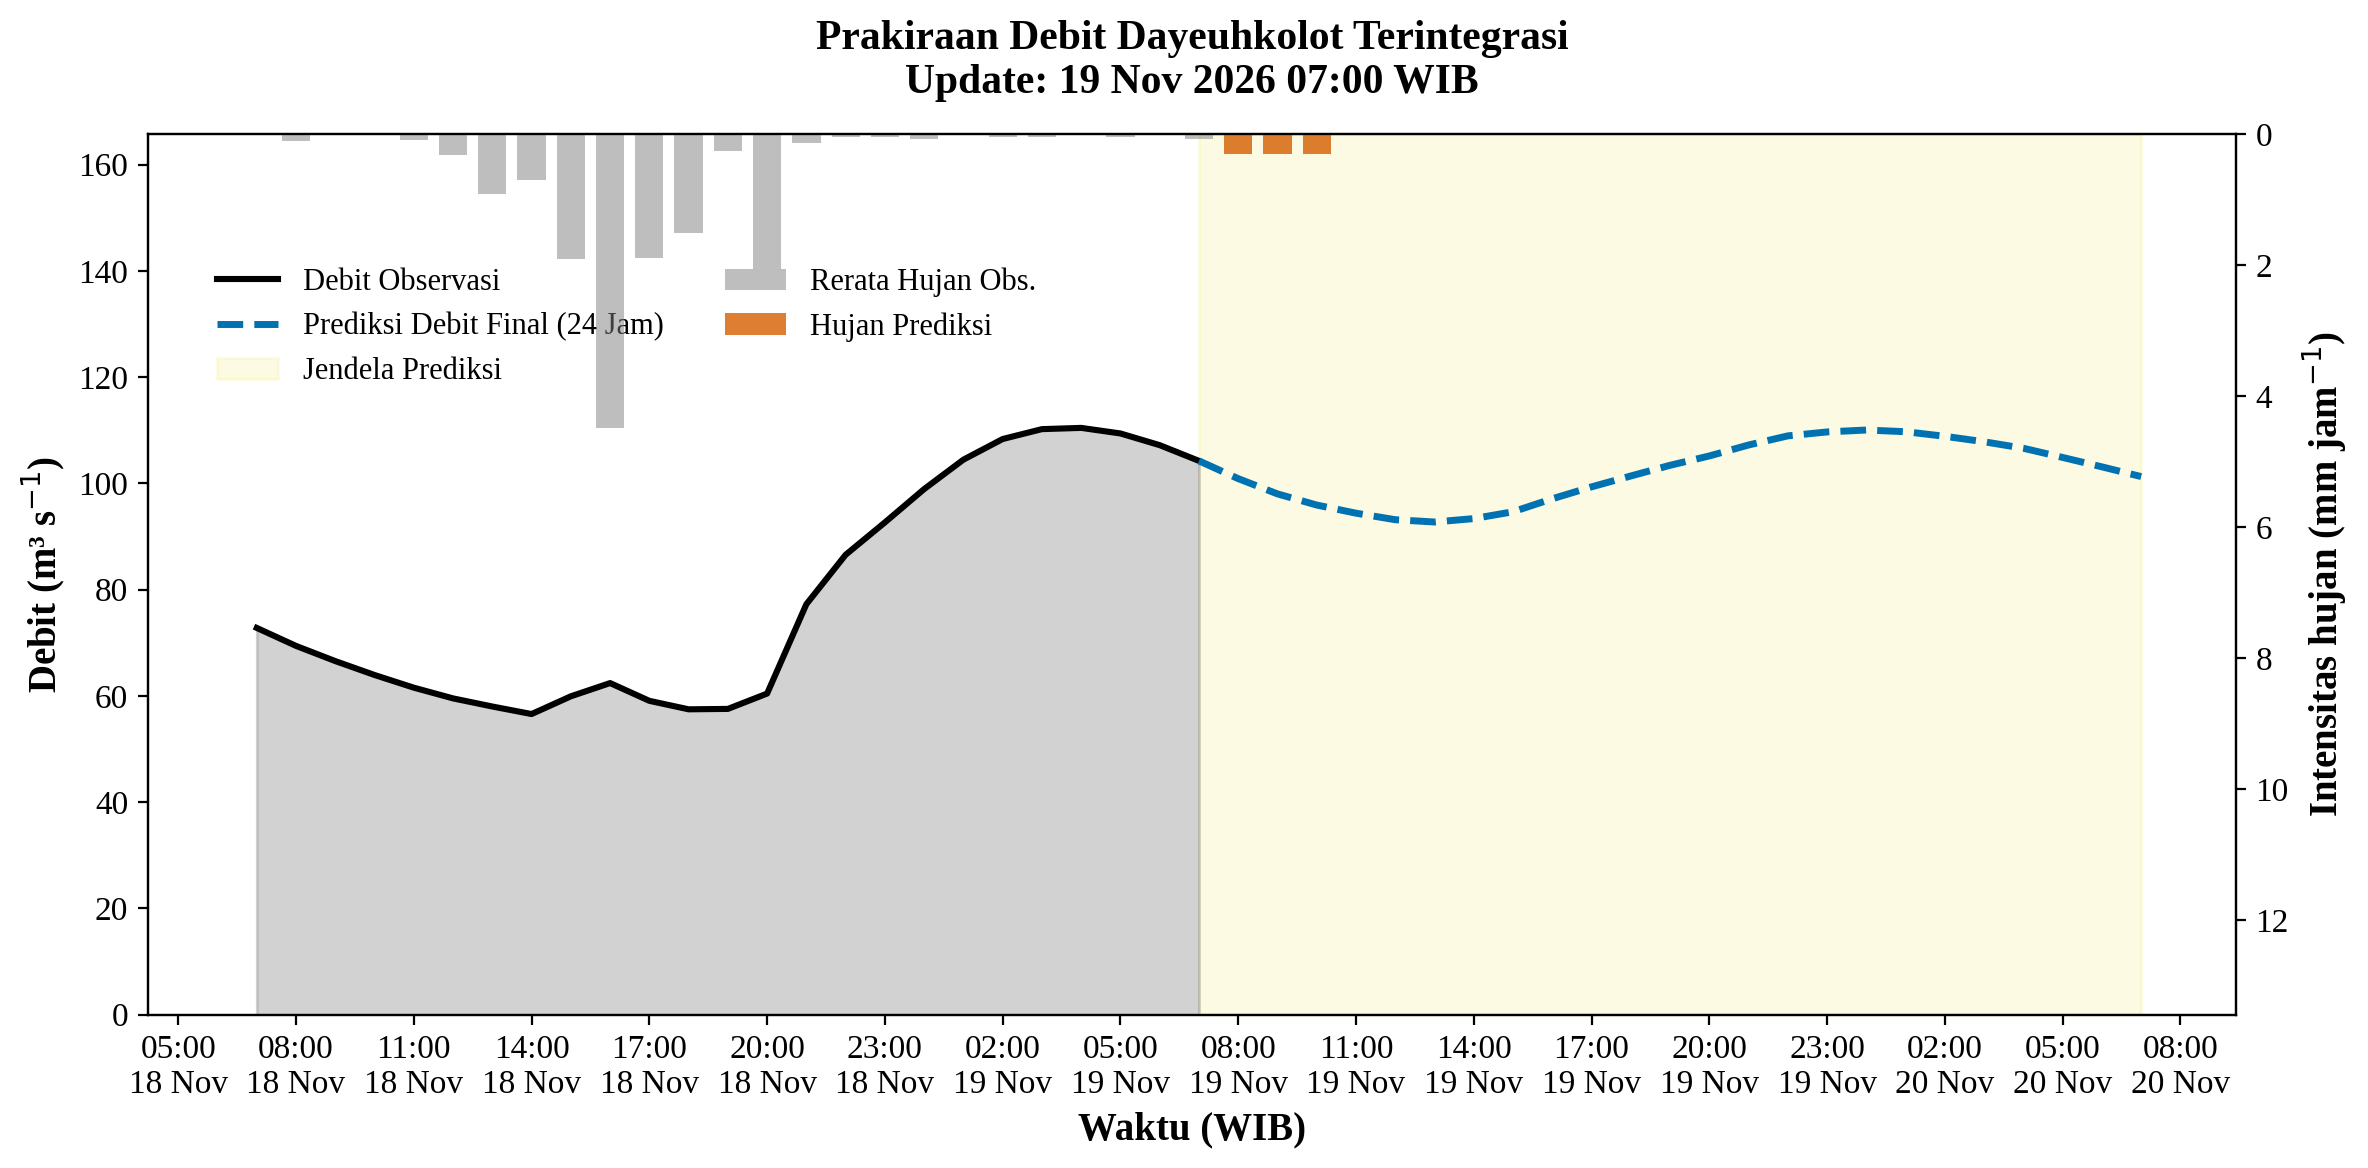 Prakiraan Debit Dayeuhkolot Terintegrasi
Update: 19 Nov 2026 07:00 WIB
Debit (m³ s⁻¹)
160
140
120
100
80
60
40
20
0
Debit Observasi
Prediksi Debit Final (24 Jam)
Jendela Prediksi
Rerata Hujan Obs.
Hujan Prediksi
0
2
4
6
8
10
12
Intensitas hujan (mm jam⁻¹)
05:00 08:00 11:00 14:00 17:00 20:00 23:00 02:00 05:00 08:00 11:00 14:00 17:00 20:00 23:00 02:00 05:00 08:00
18 Nov 18 Nov 18 Nov 18 Nov 18 Nov 18 Nov 18 Nov 19 Nov 19 Nov 19 Nov 19 Nov 19 Nov 19 Nov 19 Nov 19 Nov 20 Nov 20 Nov 20 Nov
Waktu (WIB)